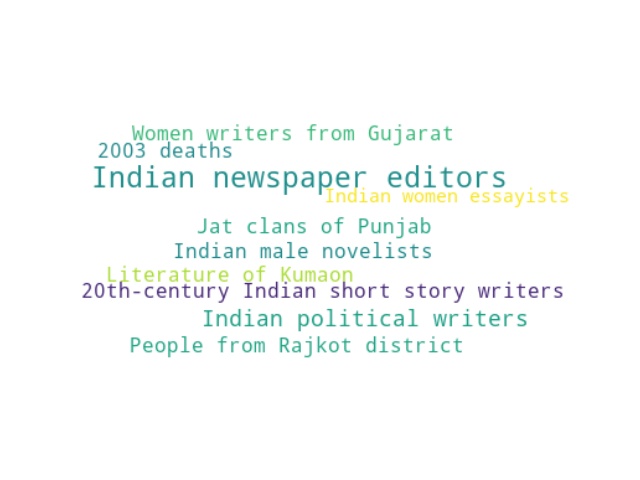 Women writers from Gujarat
2003 deaths
Indian newspaper editors
Indian women essayists
Jat clans of Punjab
Indian male novelists
Literature of Kumaon
20th-century Indian short story writers
Indian political writers
People from Rajkot district